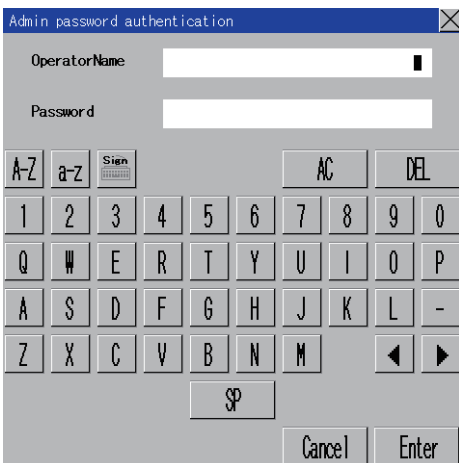 Admin password authentication
OperatorName
Password
A-Z a-z Sign AC DEL
1 2 3 4 5 6 7 8 9 0
Q W E R T Y U I O P
A S D F G H J K L -
Z X C V B N M ◀ ▶
SP
Cancel Enter